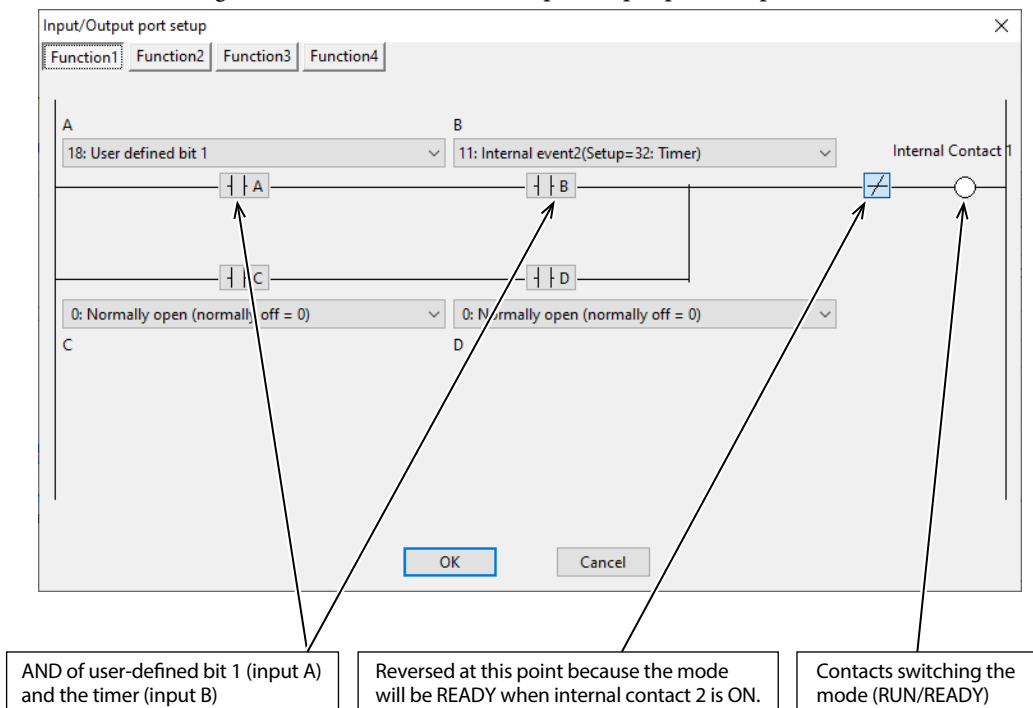 Input/Output port setup
Function1 Function2 Function3 Function4
A B
18: User defined bit 1 11: Internal event2(Setup=32: Timer) Internal Contact 1
A B
C D
0: Normally open (normally off = 0) 0: Normally open (normally off = 0)
C D
OK Cancel
AND of user-defined bit 1 (input A)
and the timer (input B)
Reversed at this point because the mode
will be READY when internal contact 2 is ON.
Contacts switching the
mode (RUN/READY)